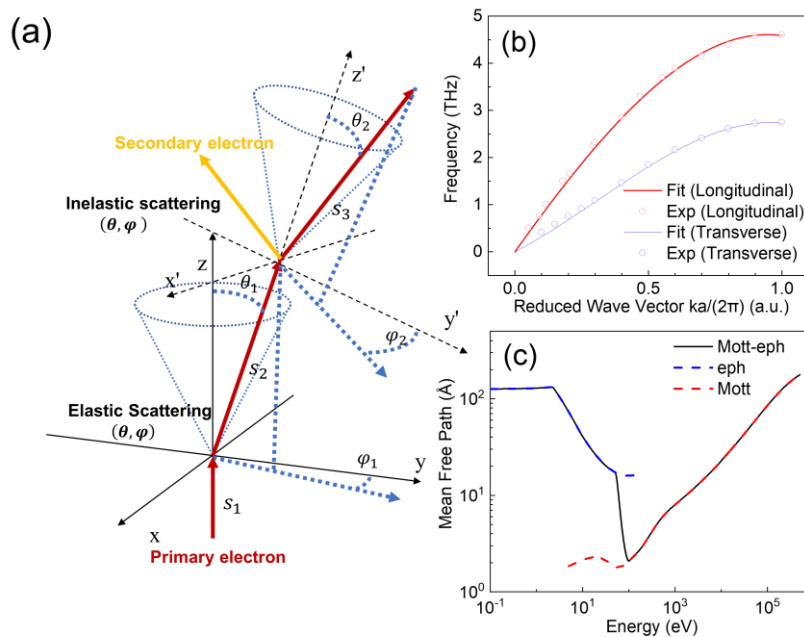 (a)
z'
θ₂
Secondary electron
Inelastic scattering
(θ, φ)
s₃
z
x'
θ₁
y'
φ₂
s₂
Elastic Scattering
(θ, φ)
φ₁
y
s₁
x
Primary electron
(b)
5
4
3
2
1
0
Frequency (THz)
Fit (Longitudinal)
Exp (Longitudinal)
Fit (Transverse)
Exp (Transverse)
0.0 0.5 1.0
Reduced Wave Vector ka/(2π) (a.u.)
(c)
Mott-eph
eph
Mott
10²
10¹
10⁰
Mean Free Path (Å)
10⁻¹ 10¹ 10³ 10⁵
Energy (eV)